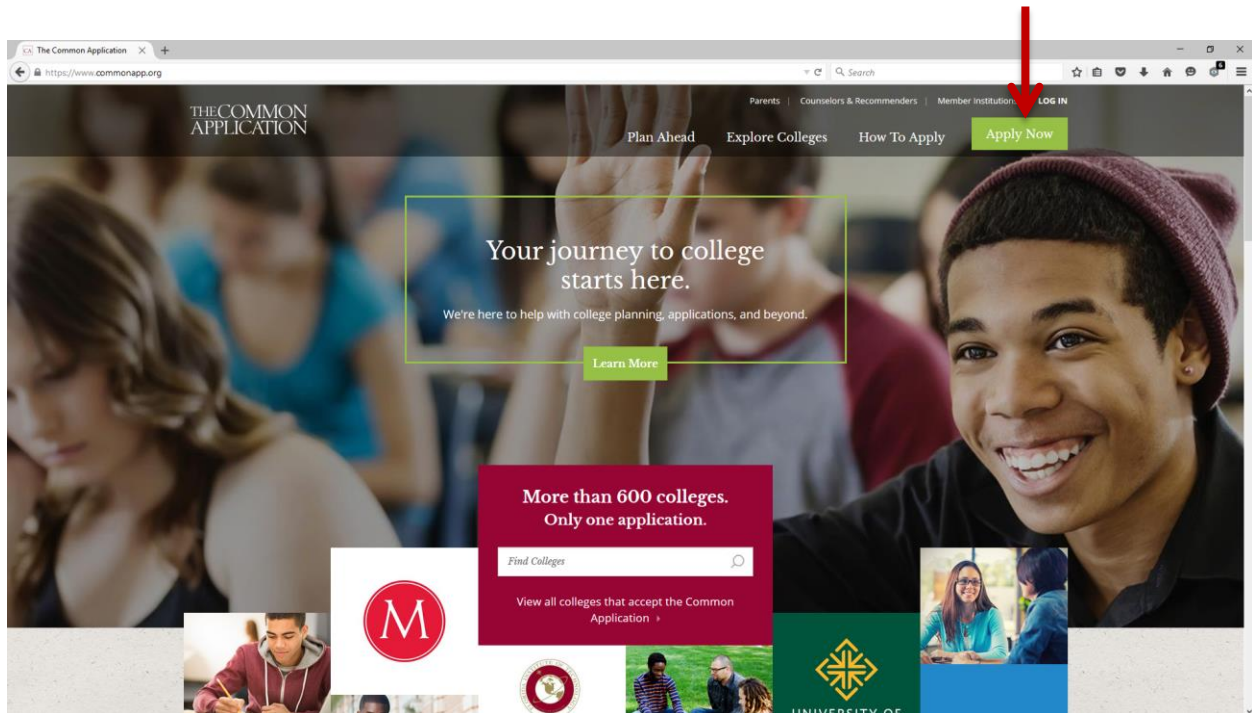 The Common Application
https://www.commonapp.org
Search
6
Parents | Counselors & Recommenders | Member Institution LOG IN
THE COMMON
APPLICATION
Plan Ahead Explore Colleges How To Apply Apply Now
Your journey to college
starts here.
We're here to help with college planning, applications, and beyond.
Learn More
More than 600 colleges.
Only one application.
Find Colleges
View all colleges that accept the Common
Application ›
M
UNIVERSITY OF